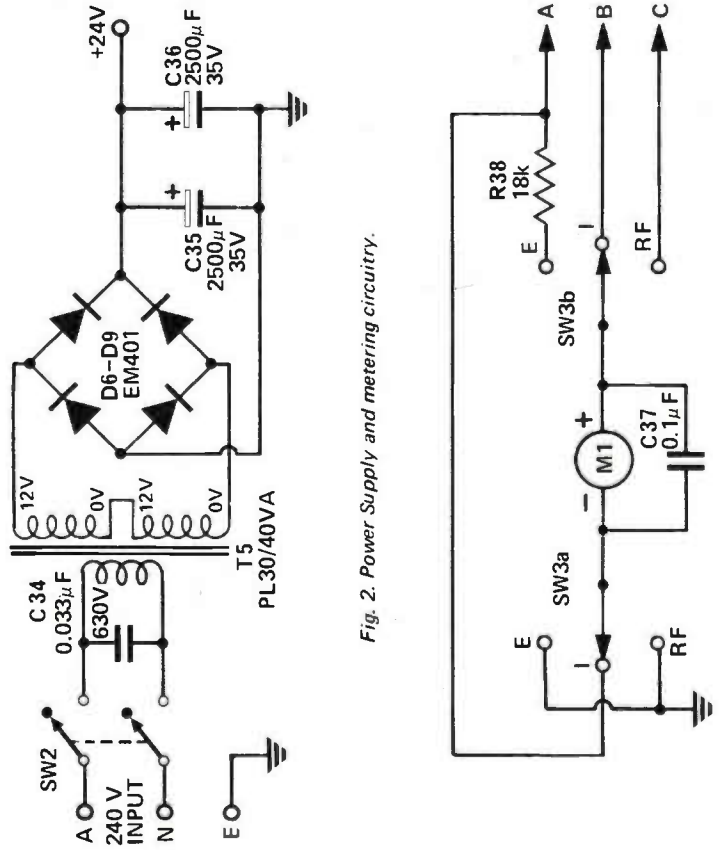 SW2
A
240 V
INPUT
N
E
C34
0.033µF
630V
12V
0V
12V
0V
T5
PL30/40VA
D6-D9
EM401
+24V
+
C35
2500µF
35V
+
C36
2500µF
35V
Fig. 2. Power Supply and metering circuitry.
E
I
RF
SW3a
−
M1
+
C37
0.1µF
SW3b
E
I
RF
R38
18k
A
B
C